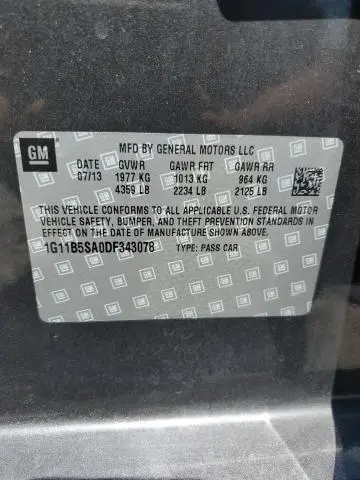 GM
MFD BY GENERAL MOTORS LLC
DATE GVWR GAWR FRT GAWR RR
07/13 1977 KG 1013 KG 964 KG
4359 LB 2234 LB 2125 LB
THIS VEHICLE CONFORMS TO ALL APPLICABLE U.S. FEDERAL MOTOR
VEHICLE SAFETY, BUMPER, AND THEFT PREVENTION STANDARDS IN
EFFECT ON THE DATE OF MANUFACTURE SHOWN ABOVE.
1G11B5SA0DF343078 TYPE: PASS CAR